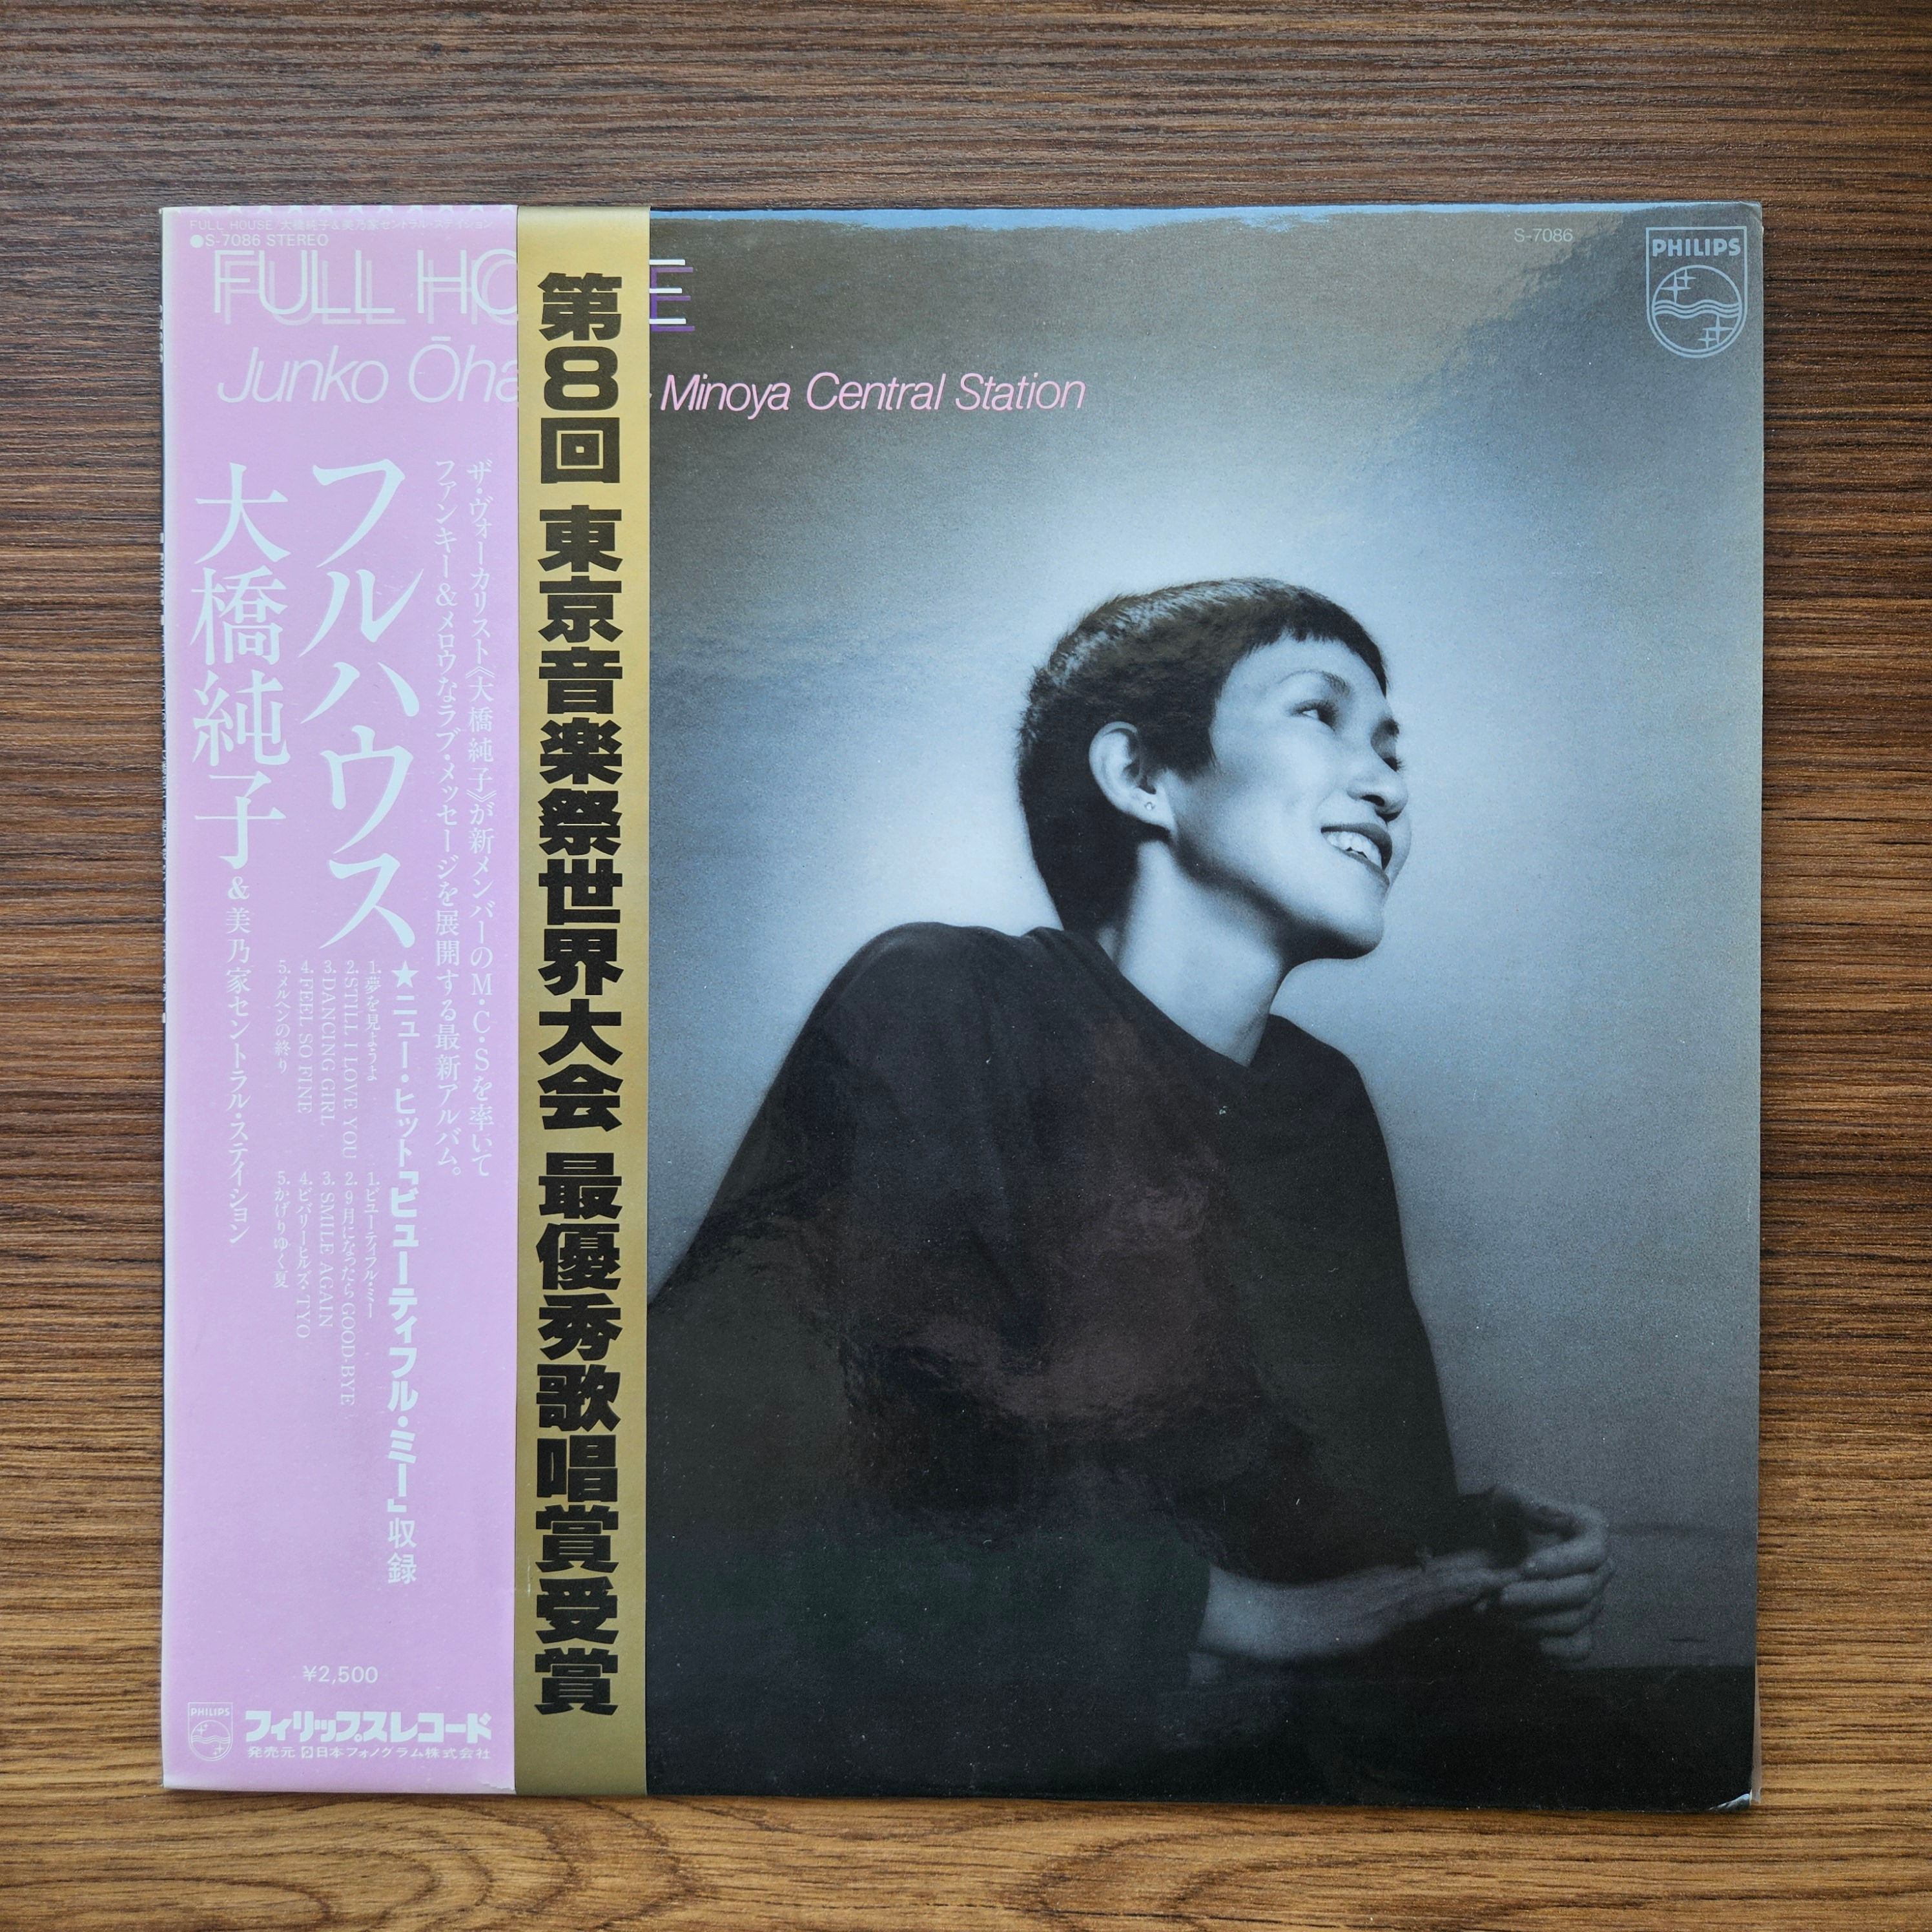 FULL HOUSE/大橋純子&美乃家セントラル・ステイション
●S-7086 STEREO
FULL HO
E
Junko Ōha
Minoya Central Station
ザ・ヴォーカリスト《大橋純子》が新メンバーのM・C・Sを率いて
ファンキー&メロウなラブ・メッセージを展開する最新アルバム。
フルハウス
★ニュー・ヒット「ビューティフル・ミー」収録
大橋純子&美乃家セントラル・ステイション
1.夢を見ようよ
2.STILL I LOVE YOU
3.DANCING GIRL
4.FEEL SO FINE
5.メルヘンの終り
1.ビューティフル・ミー
2.9月になったら GOOD-BYE
3.SMILE AGAIN
4.ビバリーヒルズ・TYO
5.かげりゆく夏
¥2,500
PHILIPS
フィリップスレコード
発売元 日本フォノグラム株式会社
第8回 東京音楽祭世界大会 最優秀歌唱賞受賞
S-7086
PHILIPS